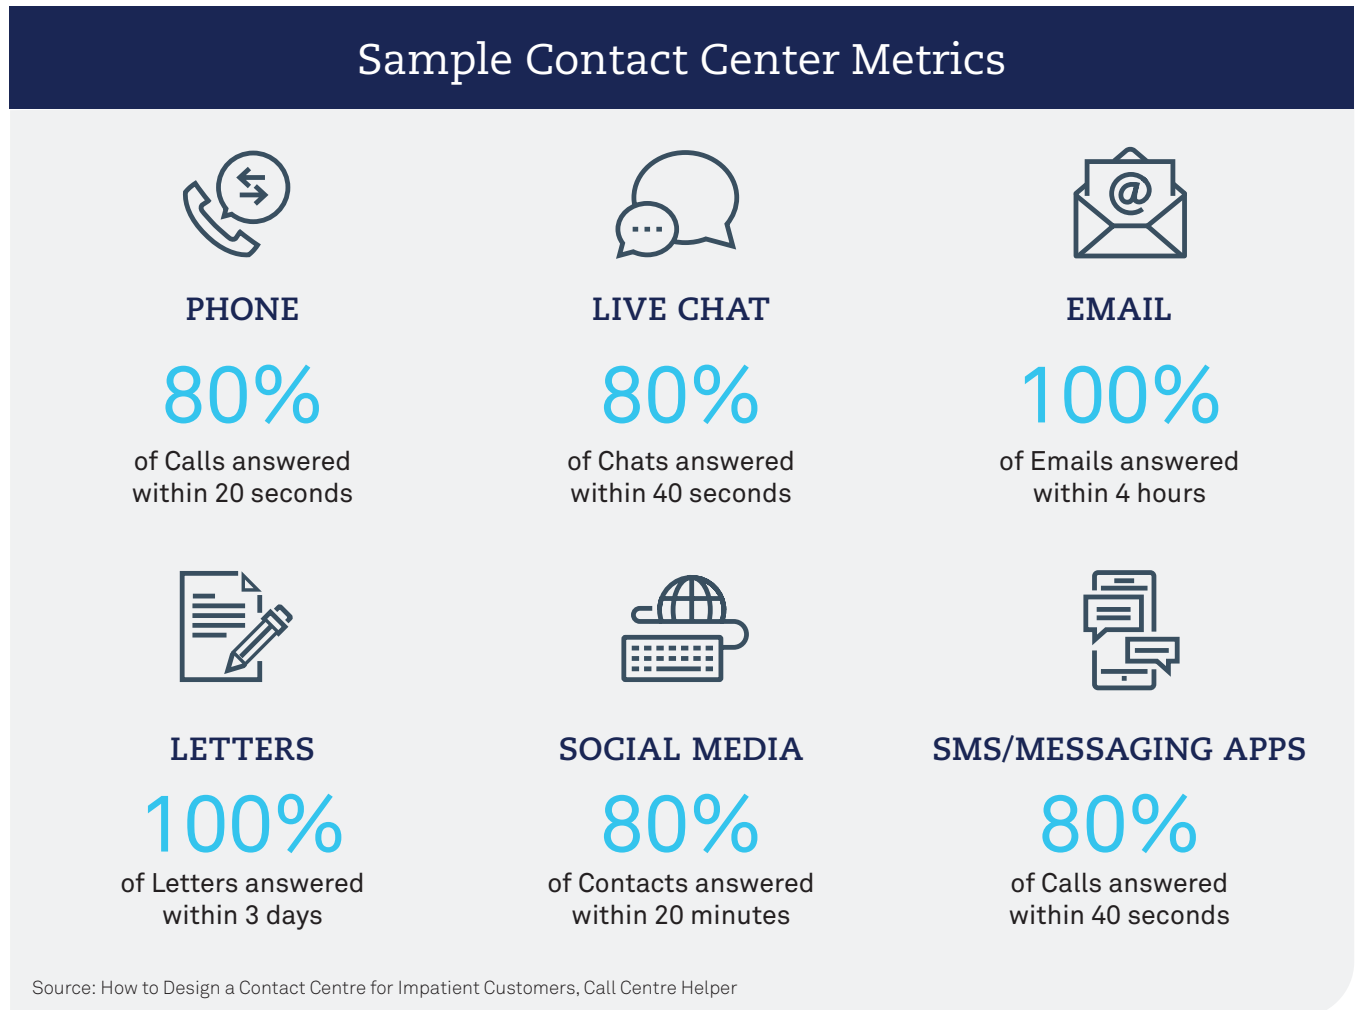 Sample Contact Center Metrics
PHONE
80%
of Calls answered
within 20 seconds
LIVE CHAT
80%
of Chats answered
within 40 seconds
@
EMAIL
100%
of Emails answered
within 4 hours
LETTERS
100%
of Letters answered
within 3 days
SOCIAL MEDIA
80%
of Contacts answered
within 20 minutes
SMS/MESSAGING APPS
80%
of Calls answered
within 40 seconds
Source: How to Design a Contact Centre for Impatient Customers, Call Centre Helper